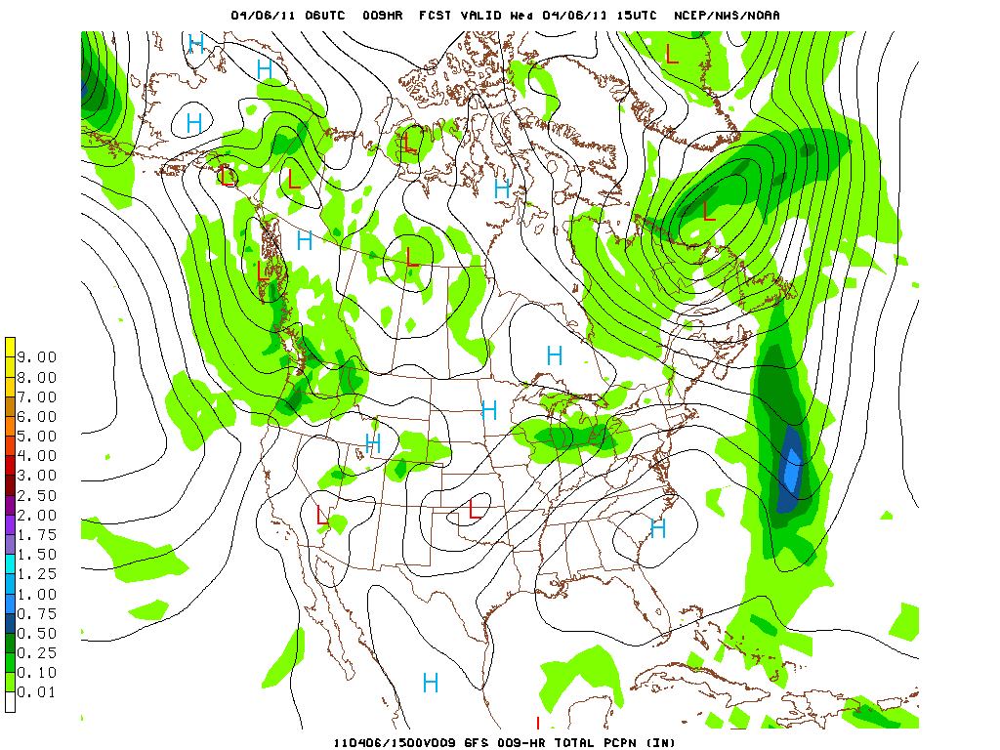 04/06/11 06UTC 009HR FCST VALID Wed 04/06/11 15UTC NCEP/NWS/NOAA
H
L
H
H
L
L
L
H
L
H
L
L
H
H
H
L
L
H
H
L
9.00
8.00
7.00
6.00
5.00
4.00
3.00
2.50
2.00
1.75
1.50
1.25
1.00
0.75
0.50
0.25
0.10
0.01
110406/1500V009 GFS 009-HR TOTAL PCPN (IN)